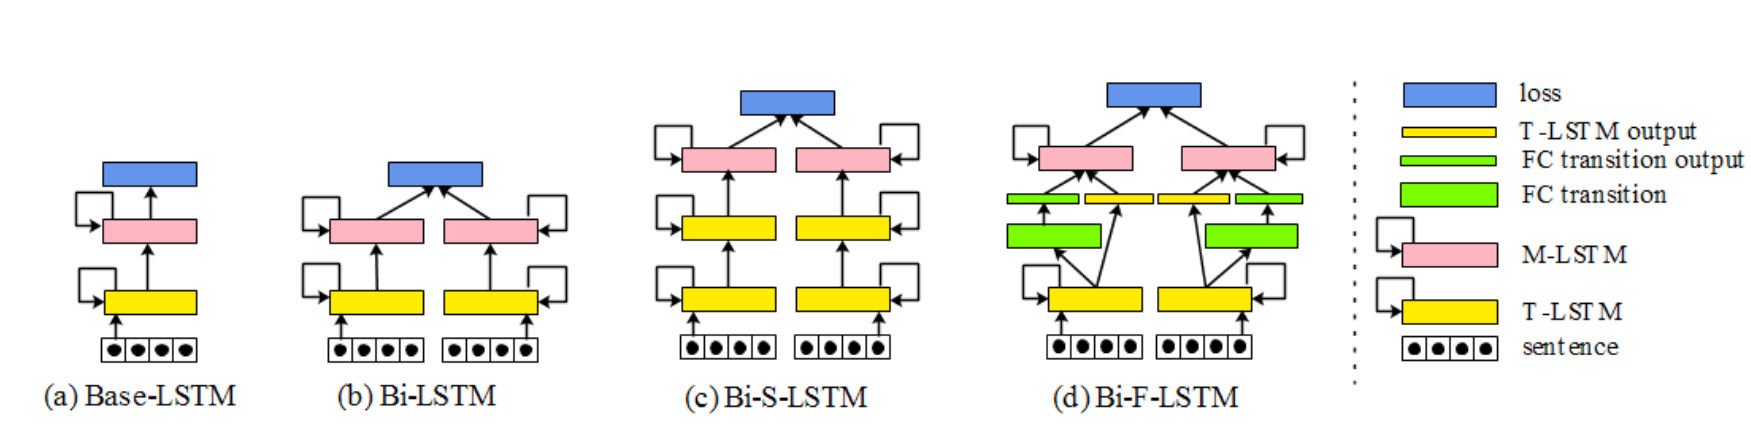 loss
T-LSTM output
FC transition output
FC transition
M-LSTM
T-LSTM
sentence
(a) Base-LSTM
(b) Bi-LSTM
(c) Bi-S-LSTM
(d) Bi-F-LSTM